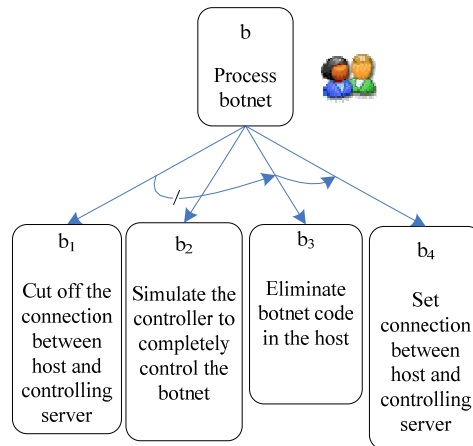 b
Process
botnet
b₁
Cut off the
connection
between
host and
controlling
server
b₂
Simulate the
controller to
completely
control the
botnet
b₃
Eliminate
botnet code
in the host
b₄
Set
connection
between
host and
controlling
server